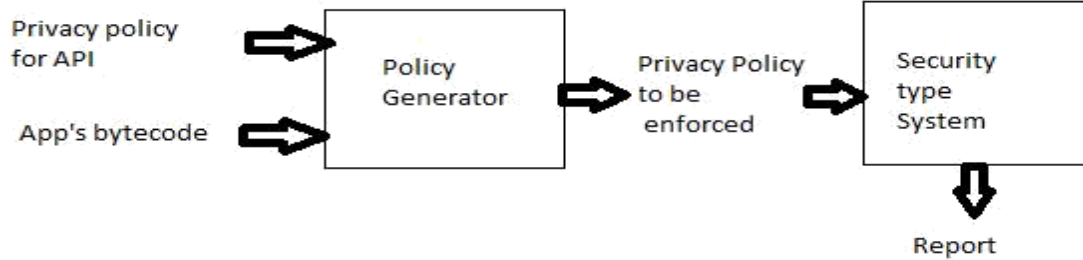 Privacy policy
for API
App's bytecode
Policy
Generator
Privacy Policy
to be
enforced
Security
type
System
Report